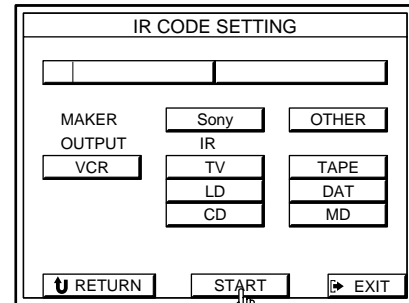 IR CODE SETTING
MAKER Sony OTHER
OUTPUT IR
VCR TV TAPE
LD DAT
CD MD
RETURN START EXIT